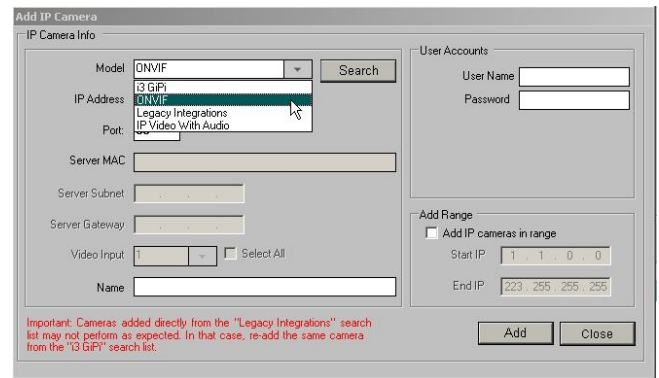 Add IP Camera
IP Camera Info
Model ONVIF Search
i3 GiPi
ONVIF
Legacy Integrations
IP Video With Audio
IP Address
Port:
Server MAC
Server Subnet . . .
Server Gateway . . .
Video Input 1 Select All
Name
User Accounts
User Name
Password
Add Range
Add IP cameras in range
Start IP 1 . 1 . 0 . 0
End IP 223 . 255 . 255 . 255
Important: Cameras added directly from the "Legacy Integrations" search
list may not perform as expected. In that case, re-add the same camera
from the "i3 GiPi" search list.
Add Close